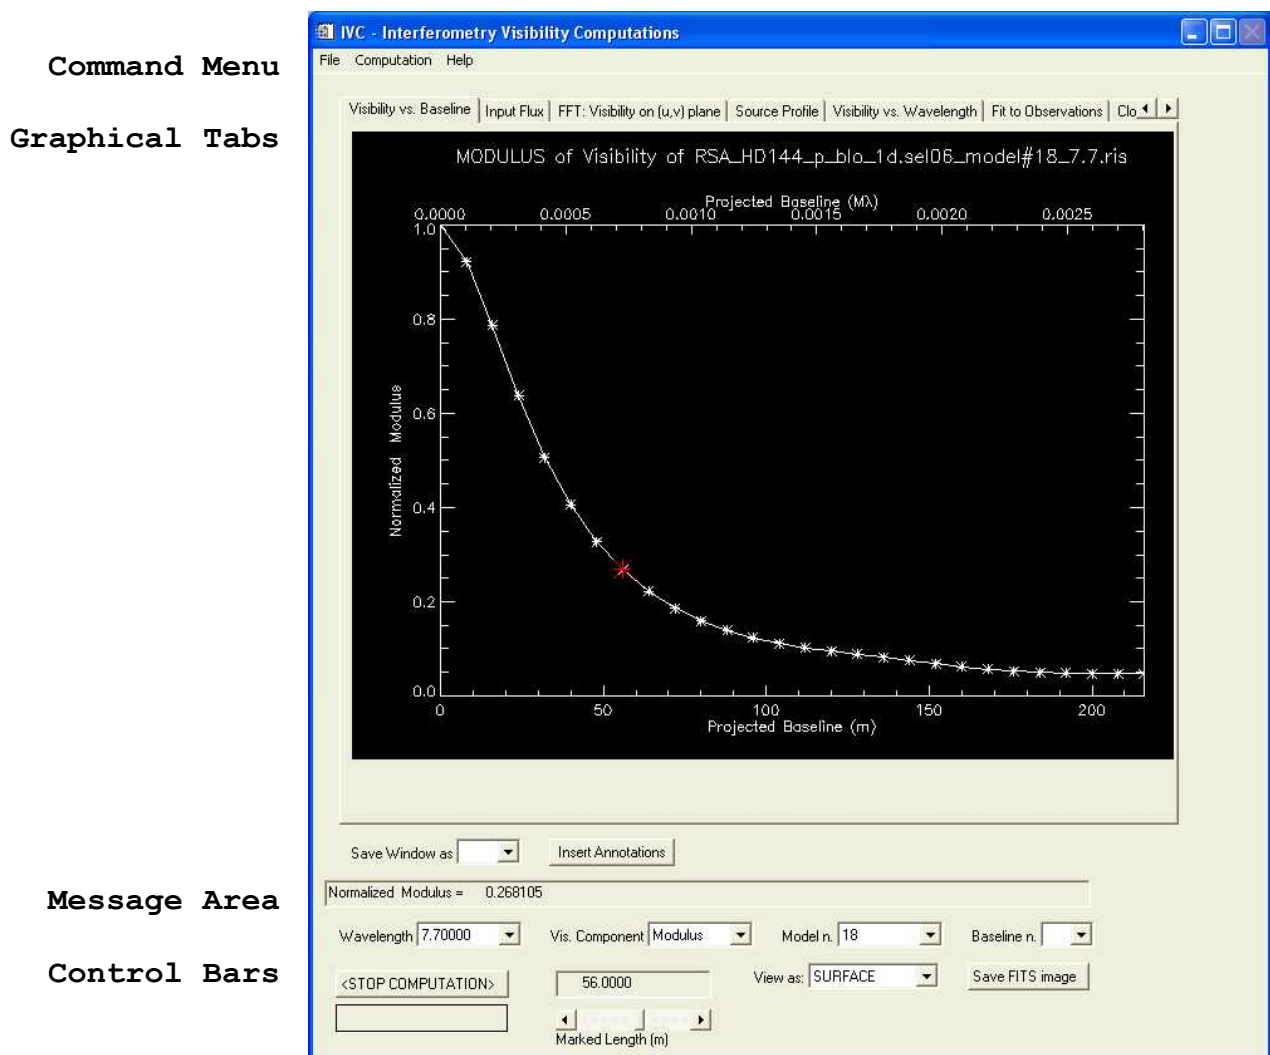 IVC - Interferometry Visibility Computations
File Computation Help
Command Menu
Visibility vs. Baseline Input Flux FFT: Visibility on (u,v) plane Source Profile Visibility vs. Wavelength Fit to Observations Clo
Graphical Tabs
MODULUS of Visibility of RSA_HD144_p_blo_1d.sel06_model#18_7.7.ris
Projected Baseline (Mλ)
0.0000 0.0005 0.0010 0.0015 0.0020 0.0025
1.0
0.8
0.6
0.4
0.2
0.0
Normalized Modulus
0 50 100 150 200
Projected Baseline (m)
Save Window as Insert Annotations
Message Area
Normalized Modulus = 0.268105
Wavelength 7.70000 Vis. Component Modulus Model n. 18 Baseline n.
Control Bars
<STOP COMPUTATION> 56.0000 View as: SURFACE Save FITS image
Marked Length (m)